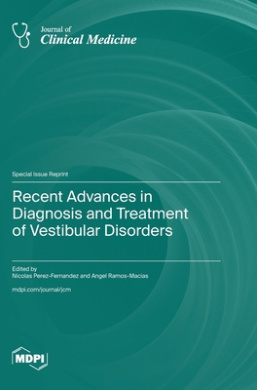 Journal of
Clinical Medicine
Special Issue Reprint
Recent Advances in
Diagnosis and Treatment
of Vestibular Disorders
Edited by
Nicolas Perez-Fernandez and Angel Ramos-Macias
mdpi.com/journal/jcm
MDPI